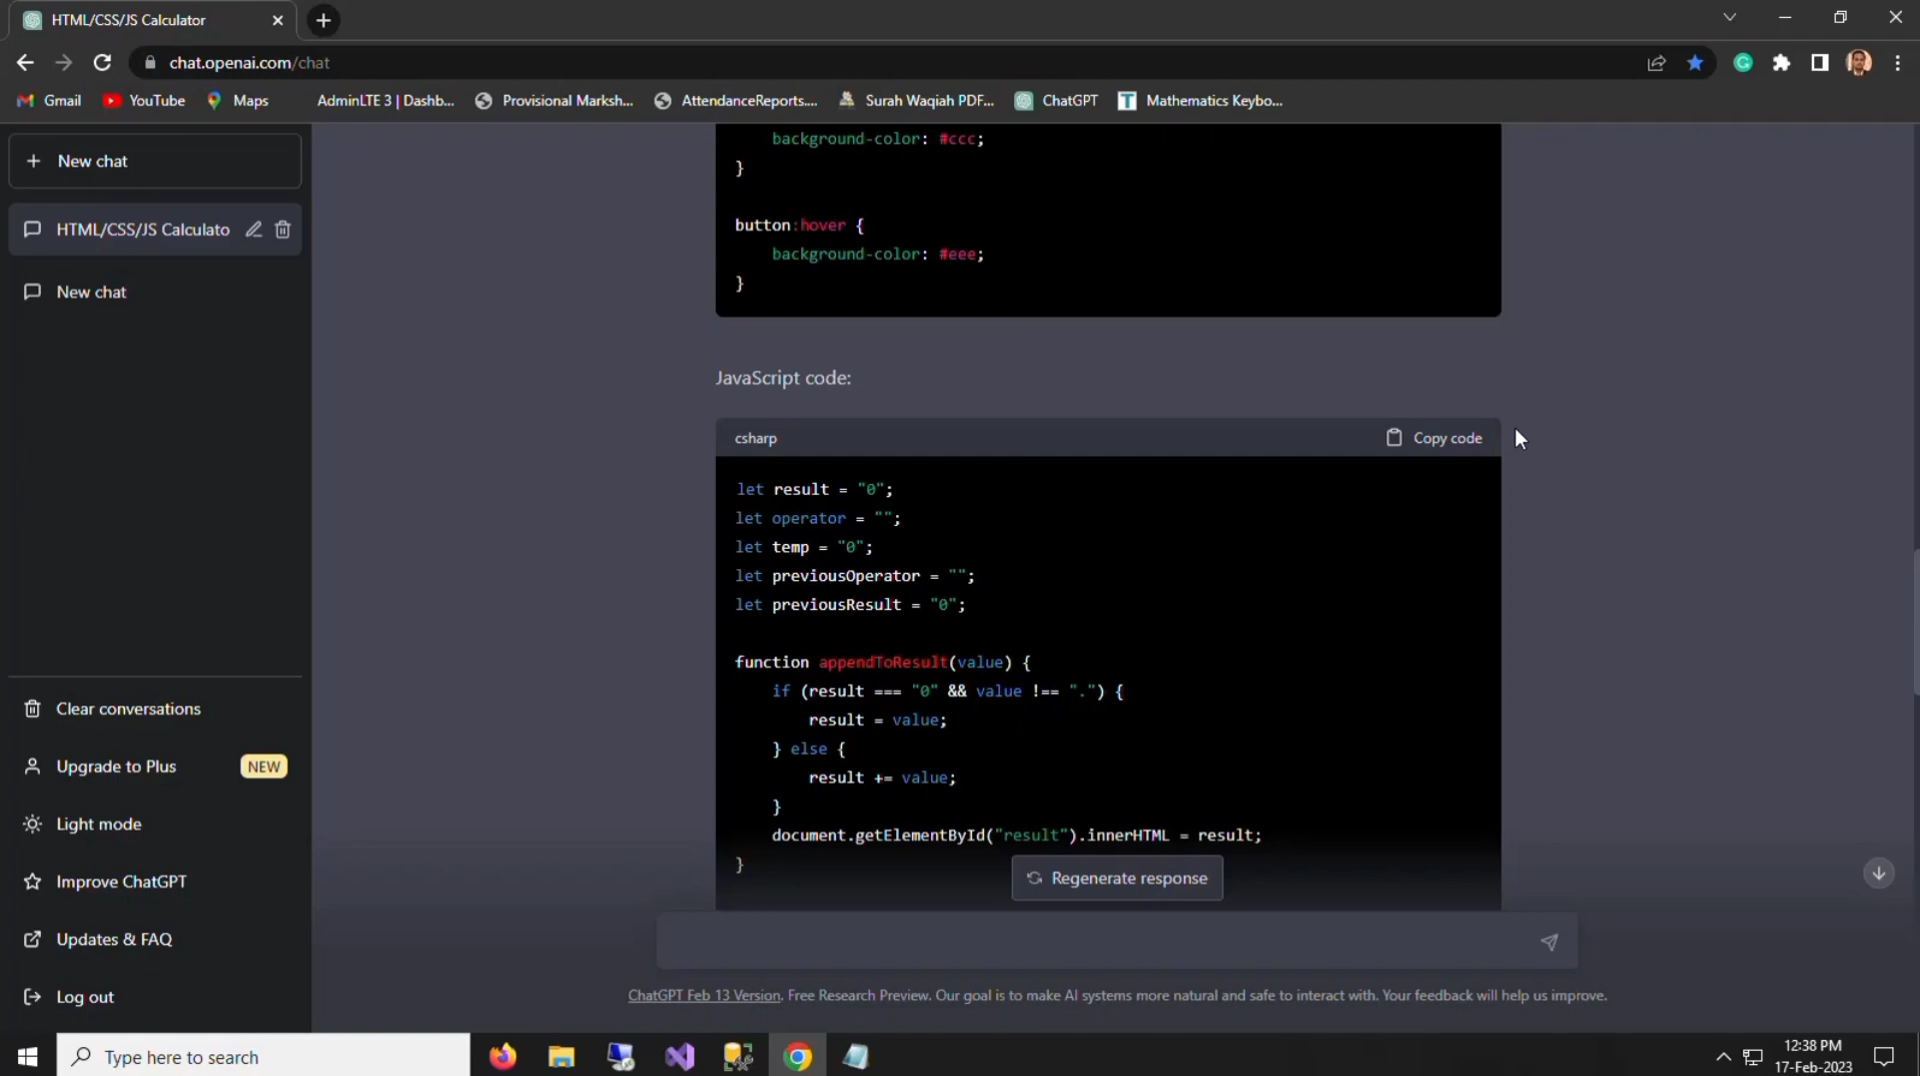 HTML/CSS/JS Calculator
chat.openai.com/chat
Gmail
YouTube
Maps
AdminLTE 3 | Dashb...
Provisional Marksh...
AttendanceReports....
Surah Waqiah PDF...
ChatGPT
Mathematics Keybo...
New chat
HTML/CSS/JS Calculato
New chat
Clear conversations
Upgrade to Plus
NEW
Light mode
Improve ChatGPT
Updates & FAQ
Log out
background-color: #ccc;
}
button:hover {
background-color: #eee;
}
JavaScript code:
csharp
Copy code
let result = "0";
let operator = "";
let temp = "0";
let previousOperator = "";
let previousResult = "0";
function appendToResult(value) {
if (result === "0" && value !== ".") {
result = value;
} else {
result += value;
}
document.getElementById("result").innerHTML = result;
}
Regenerate response
ChatGPT Feb 13 Version. Free Research Preview. Our goal is to make AI systems more natural and safe to interact with. Your feedback will help us improve.
Type here to search
12:38 PM
17-Feb-2023